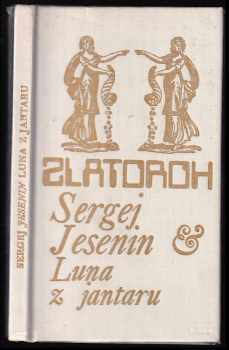 SERGEJ JESENIN LUNA Z JANTARU
ZLATOROH
Sergej
Jesenin &
Luna
z jantaru